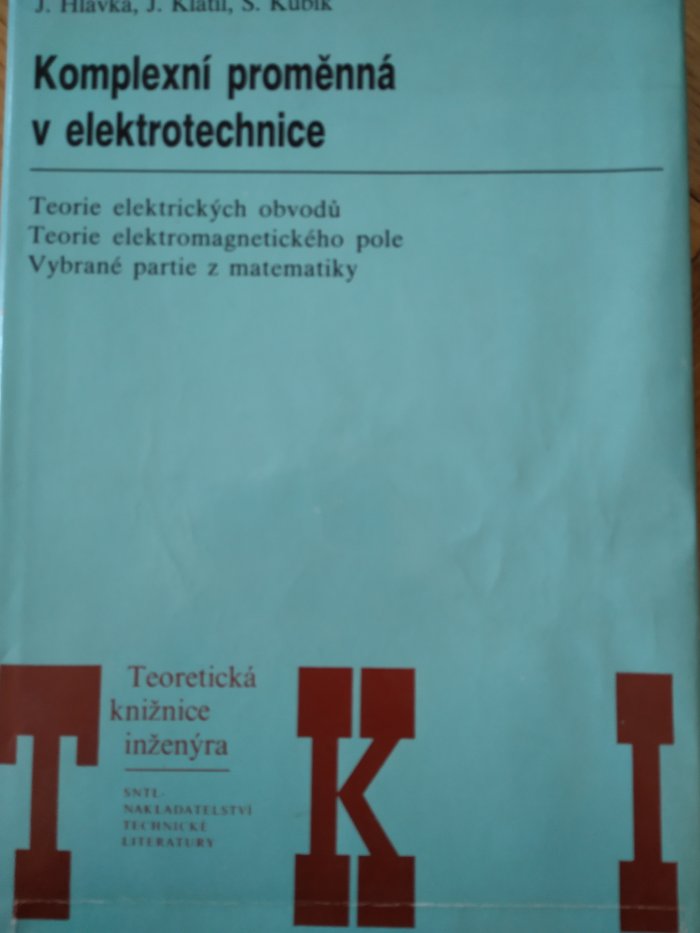 J. Hlávka, J. Klátil, S. Kubík
Komplexní proměnná
v elektrotechnice
Teorie elektrických obvodů
Teorie elektromagnetického pole
Vybrané partie z matematiky
Teoretická
knižnice
inženýra
SNTL-
NAKLADATELSTVÍ
TECHNICKÉ
LITERATURY
T K I